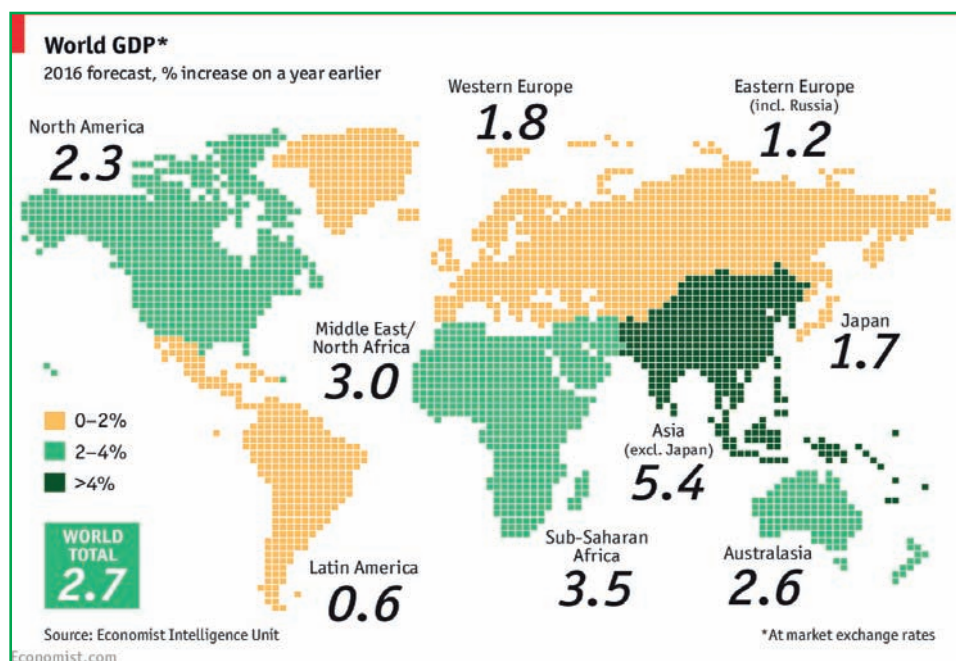 World GDP*
2016 forecast, % increase on a year earlier
North America
2.3
Western Europe
1.8
Eastern Europe
(incl. Russia)
1.2
Middle East/
North Africa
3.0
Japan
1.7
0–2%
2–4%
>4%
Asia
(excl. Japan)
5.4
WORLD
TOTAL
2.7
Latin America
0.6
Sub-Saharan
Africa
3.5
Australasia
2.6
Source: Economist Intelligence Unit
*At market exchange rates
Economist.com